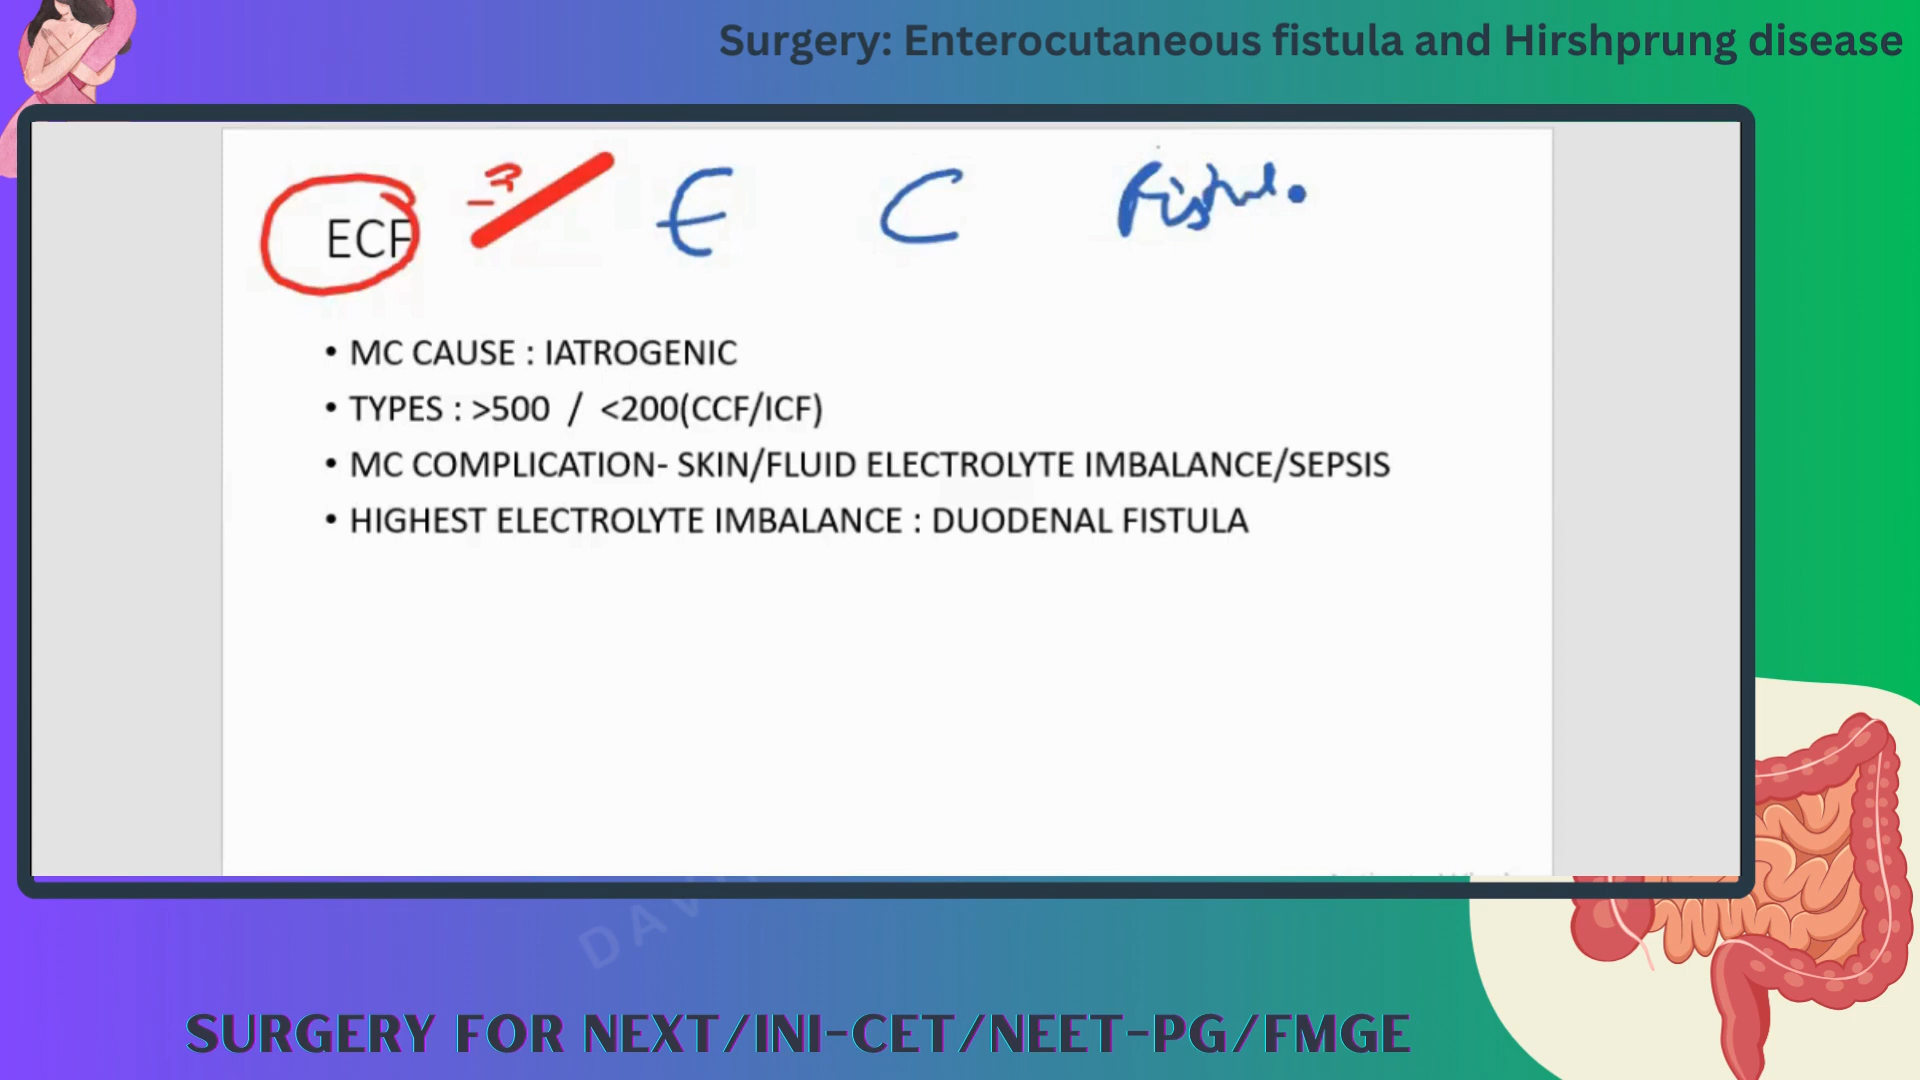 Surgery: Enterocutaneous fistula and Hirshprung disease
ECF E C Fistul.
• MC CAUSE : IATROGENIC
• TYPES : >500 / <200(CCF/ICF)
• MC COMPLICATION- SKIN/FLUID ELECTROLYTE IMBALANCE/SEPSIS
• HIGHEST ELECTROLYTE IMBALANCE : DUODENAL FISTULA
SURGERY FOR NEXT/INI-CET/NEET-PG/FMGE